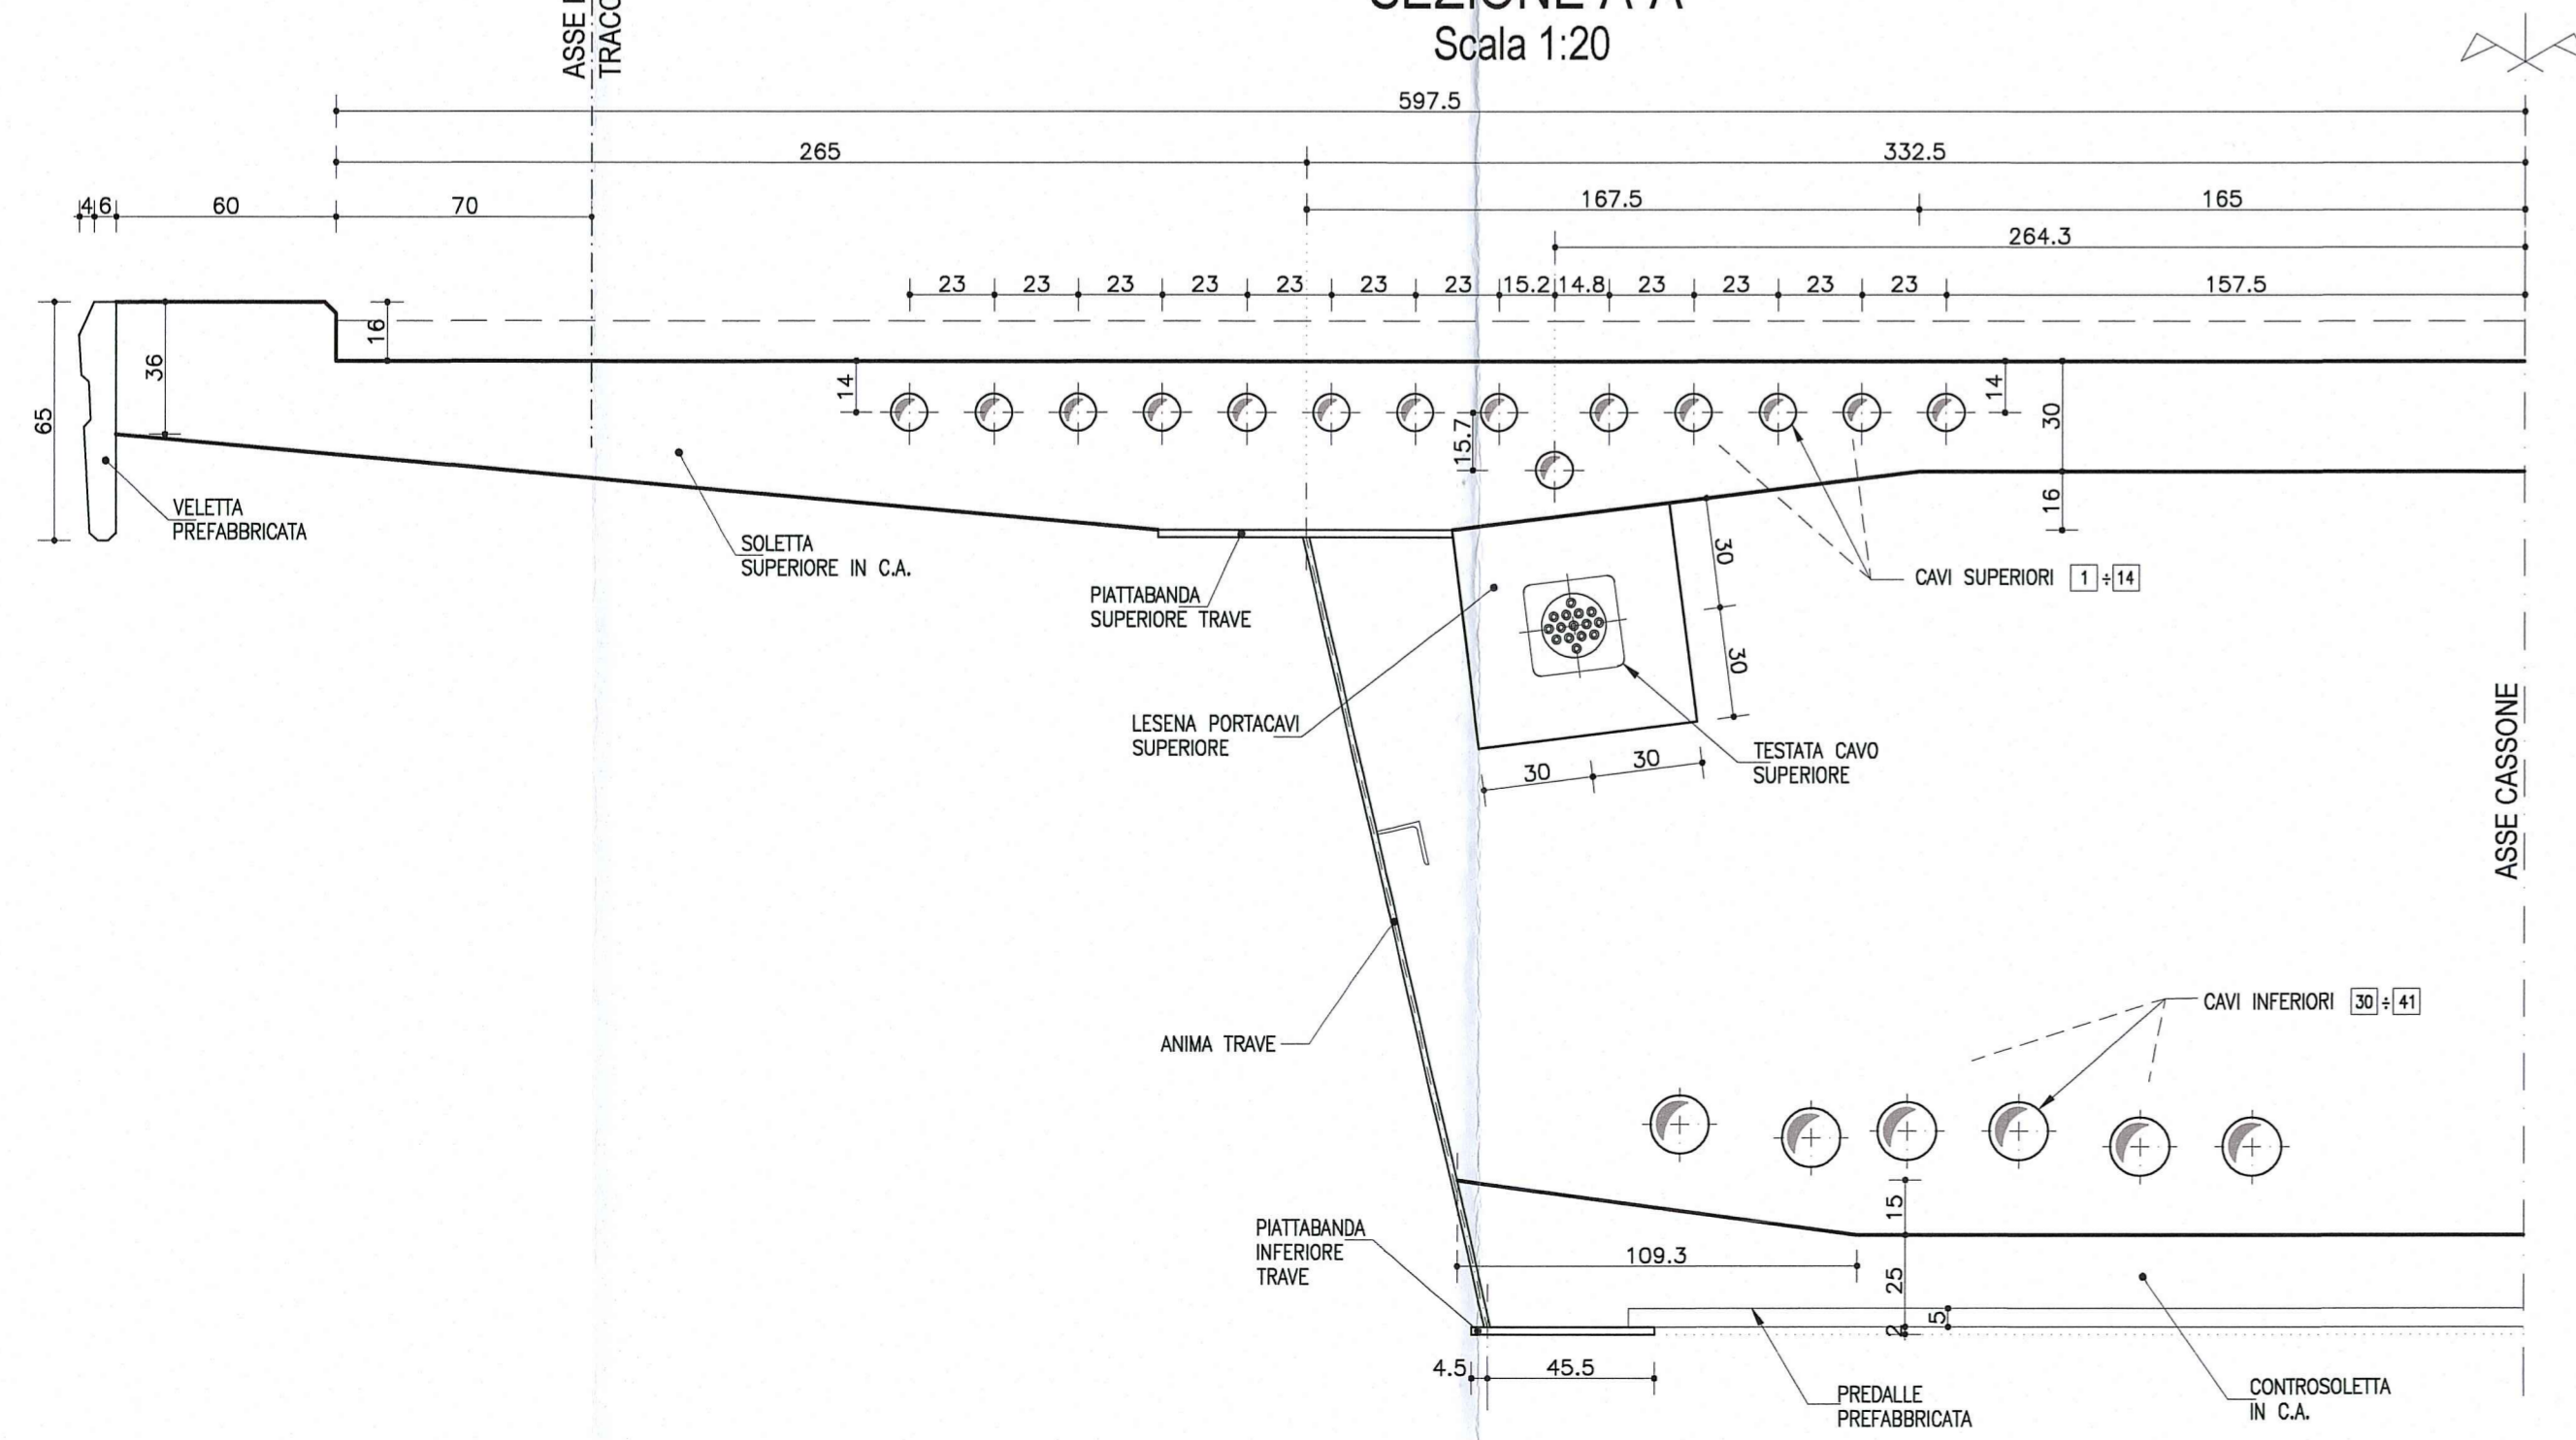 SEZIONE A-A
Scala 1:20
ASSE
TRACC
597.5
265
332.5
4 6 60 70
167.5
165
264.3
23 23 23 23 23 23 23 15.2 14.8 23 23 23 23 157.5
16
36
65
14
15.7
14
30
16
VELETTA
PREFABBRICATA
SOLETTA
SUPERIORE IN C.A.
PIATTABANDA
SUPERIORE TRAVE
30
30
CAVI SUPERIORI 1 ÷ 14
LESENA PORTACAVI
SUPERIORE
30 30
TESTATA CAVO
SUPERIORE
ASSE CASSONE
ANIMA TRAVE
CAVI INFERIORI 30 ÷ 41
PIATTABANDA
INFERIORE
TRAVE
109.3
15
25
2
5
4.5 45.5
PREDALLE
PREFABBRICATA
CONTROSOLETTA
IN C.A.